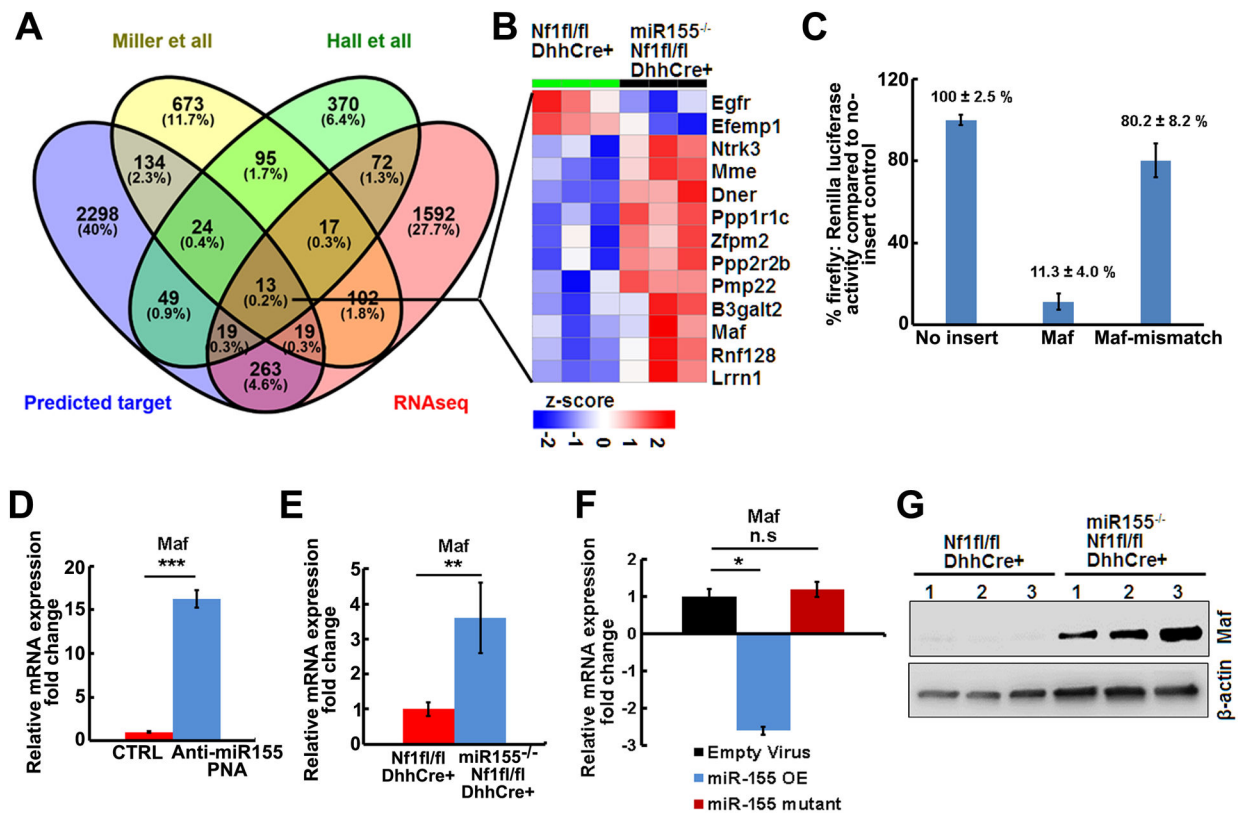 A
Miller et all
Hall et all
673
(11.7%)
370
(6.4%)
134
(2.3%)
95
(1.7%)
72
(1.3%)
2298
(40%)
24
(0.4%)
17
(0.3%)
1592
(27.7%)
13
(0.2%)
49
(0.9%)
102
(1.8%)
19
(0.3%)
19
(0.3%)
263
(4.6%)
Predicted target
RNAseq
B
Nf1fl/fl
DhhCre+
miR155-/-
Nf1fl/fl
DhhCre+
Egfr
Efemp1
Ntrk3
Mme
Dner
Ppp1r1c
Zfpm2
Ppp2r2b
Pmp22
B3galt2
Maf
Rnf128
Lrrn1
z-score
-2 -1 0 1 2
C
% firefly: Renilla luciferase
activity compared to no-
insert control
120
80
40
0
100 ± 2.5 %
11.3 ± 4.0 %
80.2 ± 8.2 %
No insert Maf Maf-mismatch
D
Relative mRNA expression
fold change
Maf
***
20
15
10
5
0
CTRL Anti-miR155
PNA
E
Relative mRNA expression
fold change
Maf
**
5
4
3
2
1
0
Nf1fl/fl
DhhCre+
miR155-/-
Nf1fl/fl
DhhCre+
F
Relative mRNA expression
fold change
Maf
n.s
*
2
1
0
-1
-2
-3
Empty Virus
miR-155 OE
miR-155 mutant
G
Nf1fl/fl
DhhCre+
miR155-/-
Nf1fl/fl
DhhCre+
1 2 3 1 2 3
Maf
β-actin